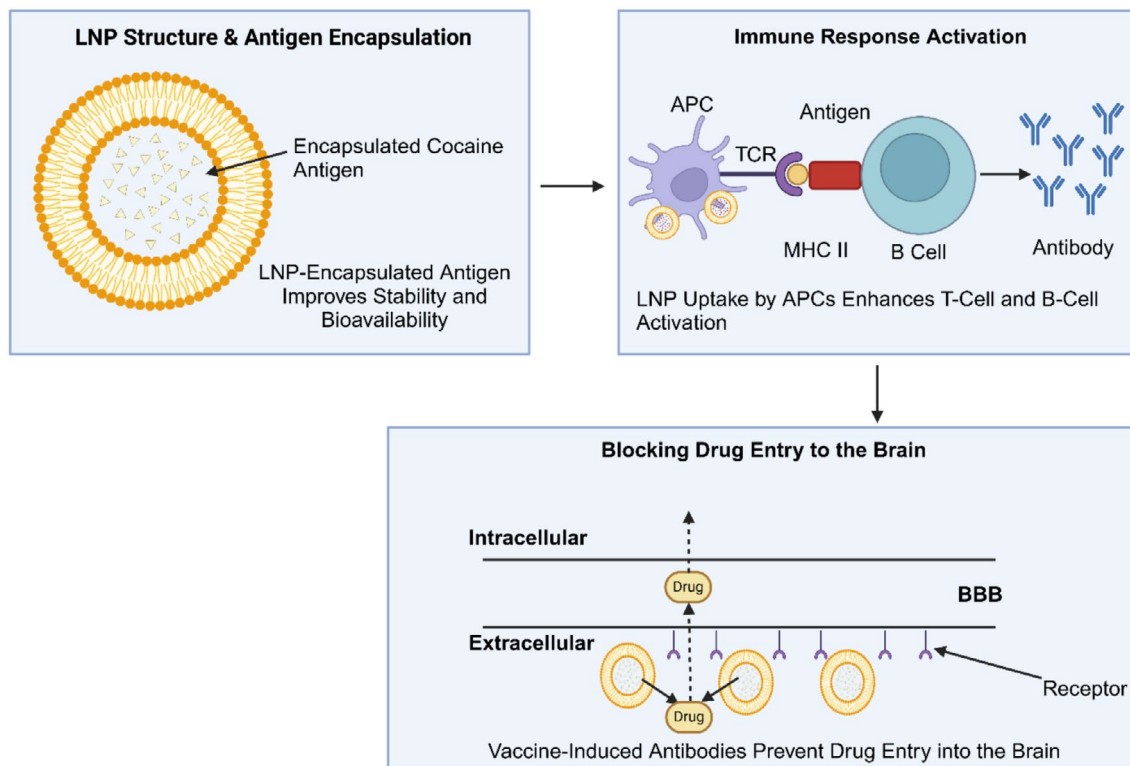 LNP Structure & Antigen Encapsulation
Encapsulated Cocaine
Antigen
LNP-Encapsulated Antigen
Improves Stability and
Bioavailability
Immune Response Activation
APC
Antigen
TCR
MHC II
B Cell
Antibody
LNP Uptake by APCs Enhances T-Cell and B-Cell
Activation
Blocking Drug Entry to the Brain
Intracellular
Drug
BBB
Extracellular
Receptor
Drug
Vaccine-Induced Antibodies Prevent Drug Entry into the Brain